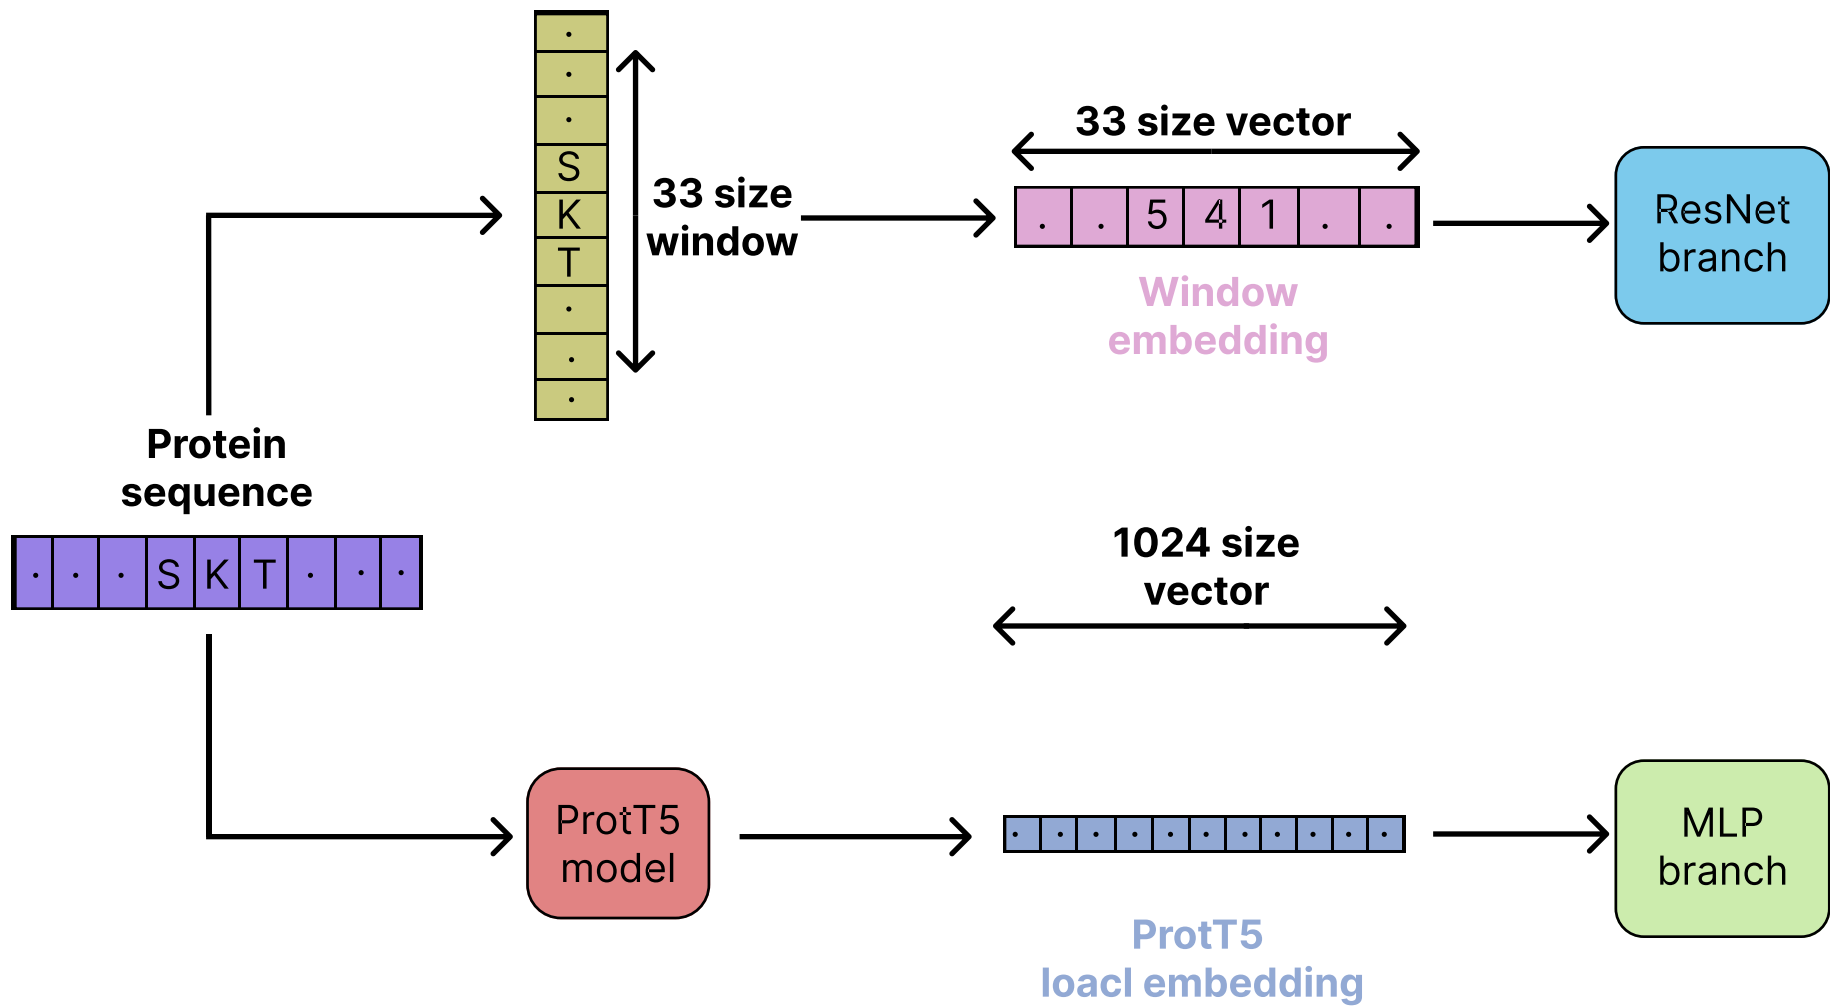 S
K
T
33 size
window
33 size vector
. . 5 4 1 . .
Window
embedding
ResNet
branch
Protein
sequence
. . . S K T . . .
1024 size
vector
ProtT5
model
ProtT5
loacl embedding
MLP
branch